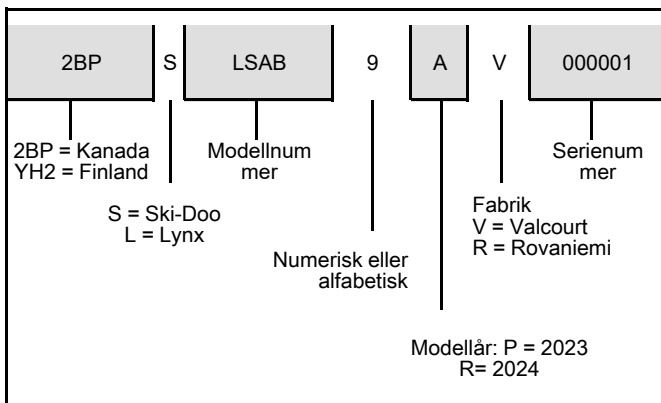 2BP S LSAB 9 A V 000001
2BP = Kanada
YH2 = Finland
Modellnum
mer
Serienum
mer
S = Ski-Doo
L = Lynx
Fabrik
V = Valcourt
R = Rovaniemi
Numerisk eller
alfabetisk
Modellår: P = 2023
R= 2024